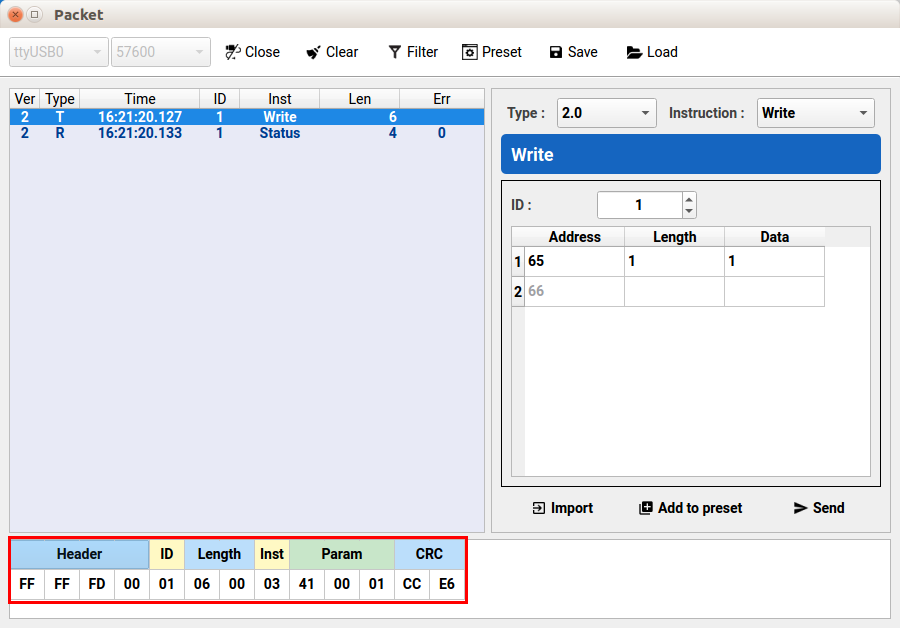 Packet
ttyUSB0 57600 Close Clear Filter Preset Save Load
Ver Type Time ID Inst Len Err
2 T 16:21:20.127 1 Write 6
2 R 16:21:20.133 1 Status 4 0
Type : 2.0 Instruction : Write
Write
ID : 1
Address Length Data
1 65 1 1
2 66
Import Add to preset Send
Header ID Length Inst Param CRC
FF FF FD 00 01 06 00 03 41 00 01 CC E6